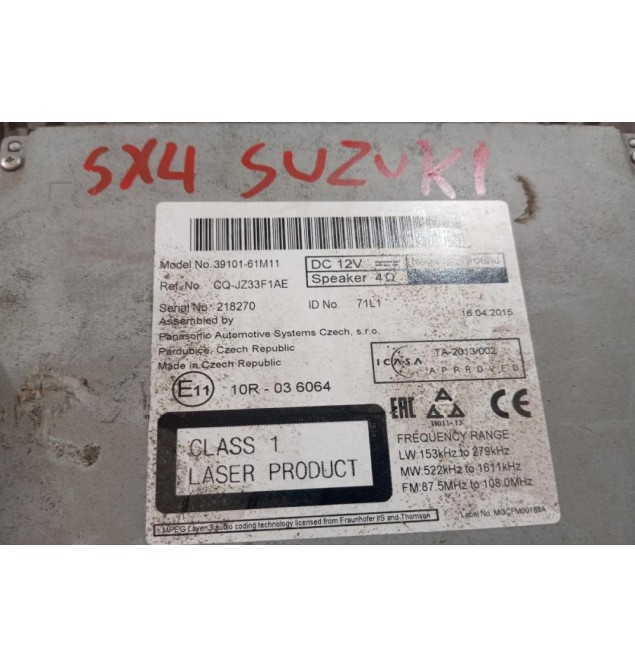 SX4 SUZUKI
Model No. 39101-61M11
DC 12V
Ref. No CQ-JZ33F1AE
Speaker 4Ω
Serial No. 218270 ID No. 71L1
16.04.2015
Assembled by
Panasonic Automotive Systems Czech, s.r.o.
Pardubice, Czech Republic
Made in Czech Republic
ICASA TA-2013/002
APPROVED
E11 10R - 03 6064
EAC CE
CLASS 1
LASER PRODUCT
FREQUENCY RANGE
LW:153kHz to 279kHz
MW:522kHz to 1611kHz
FM:87.5MHz to 108.0MHz
MPEG Layer-3 audio coding technology licensed from Fraunhofer IIS and Thomson
Label No.